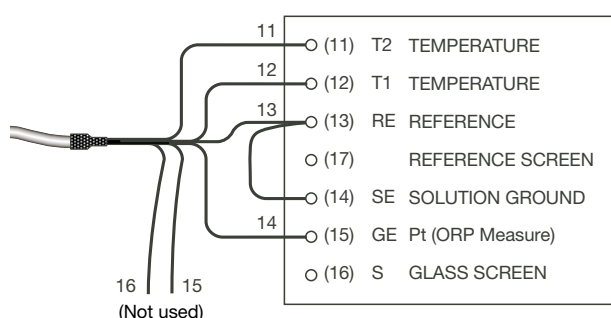 11 (11) T2 TEMPERATURE
12 (12) T1 TEMPERATURE
13 (13) RE REFERENCE
(17) REFERENCE SCREEN
(14) SE SOLUTION GROUND
14 (15) GE Pt (ORP Measure)
(16) S GLASS SCREEN
16 15
(Not used)